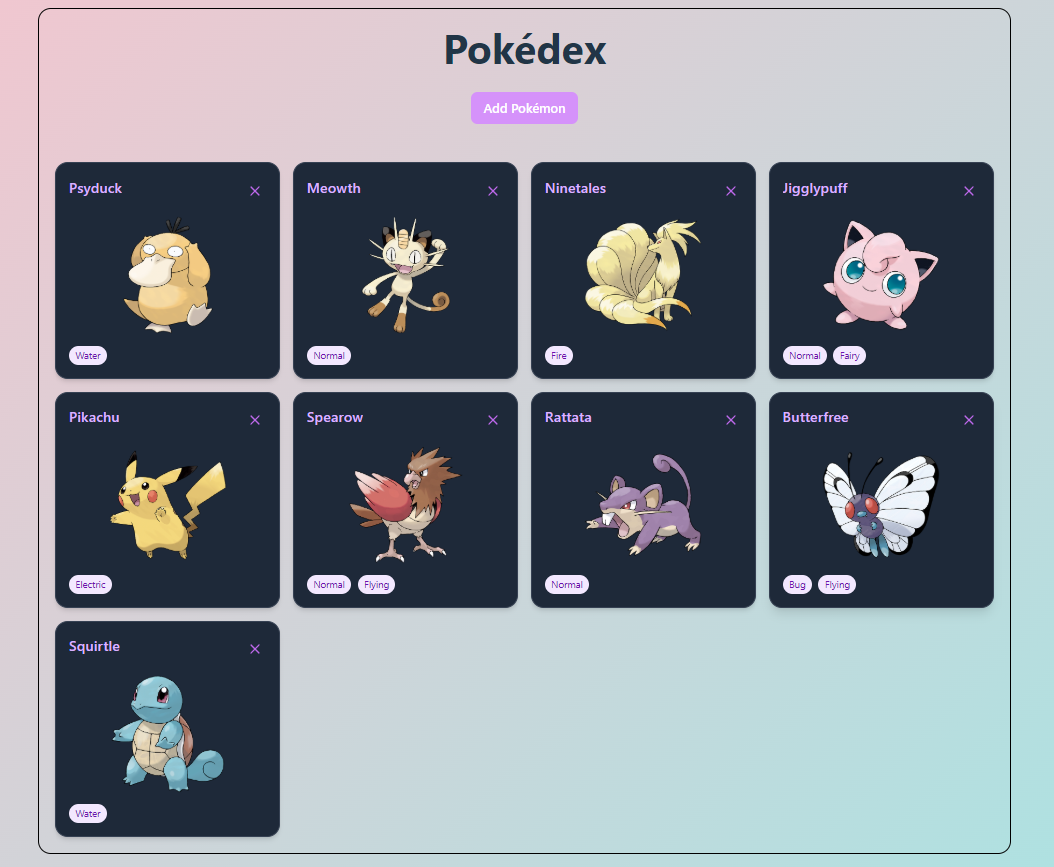 Pokédex
Add Pokémon
Psyduck
Water
Meowth
Normal
Ninetales
Fire
Jigglypuff
Normal Fairy
Pikachu
Electric
Spearow
Normal Flying
Rattata
Normal
Butterfree
Bug Flying
Squirtle
Water